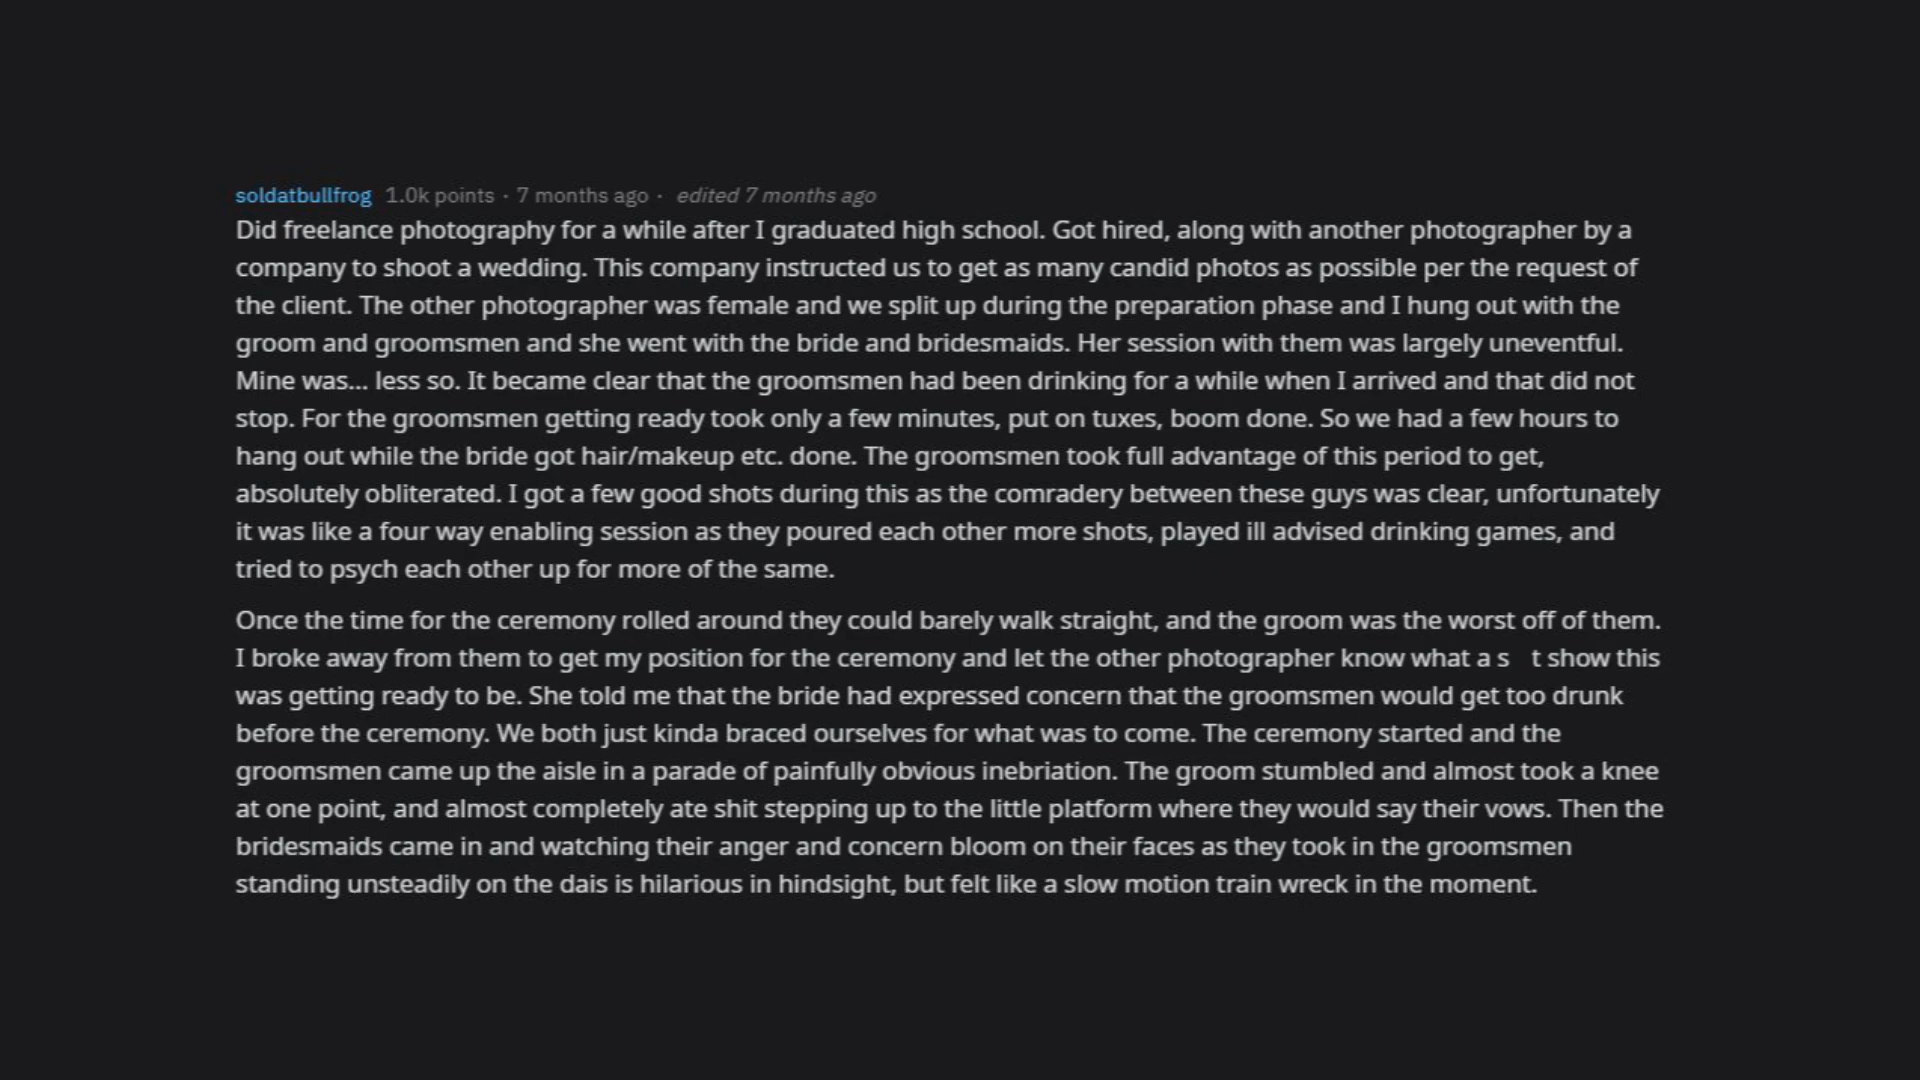 soldatbullfrog 1.0k points · 7 months ago · edited 7 months ago
Did freelance photography for a while after I graduated high school. Got hired, along with another photographer by a
company to shoot a wedding. This company instructed us to get as many candid photos as possible per the request of
the client. The other photographer was female and we split up during the preparation phase and I hung out with the
groom and groomsmen and she went with the bride and bridesmaids. Her session with them was largely uneventful.
Mine was... less so. It became clear that the groomsmen had been drinking for a while when I arrived and that did not
stop. For the groomsmen getting ready took only a few minutes, put on tuxes, boom done. So we had a few hours to
hang out while the bride got hair/makeup etc. done. The groomsmen took full advantage of this period to get,
absolutely obliterated. I got a few good shots during this as the comradery between these guys was clear, unfortunately
it was like a four way enabling session as they poured each other more shots, played ill advised drinking games, and
tried to psych each other up for more of the same.
Once the time for the ceremony rolled around they could barely walk straight, and the groom was the worst off of them.
I broke away from them to get my position for the ceremony and let the other photographer know what a s t show this
was getting ready to be. She told me that the bride had expressed concern that the groomsmen would get too drunk
before the ceremony. We both just kinda braced ourselves for what was to come. The ceremony started and the
groomsmen came up the aisle in a parade of painfully obvious inebriation. The groom stumbled and almost took a knee
at one point, and almost completely ate shit stepping up to the little platform where they would say their vows. Then the
bridesmaids came in and watching their anger and concern bloom on their faces as they took in the groomsmen
standing unsteadily on the dais is hilarious in hindsight, but felt like a slow motion train wreck in the moment.